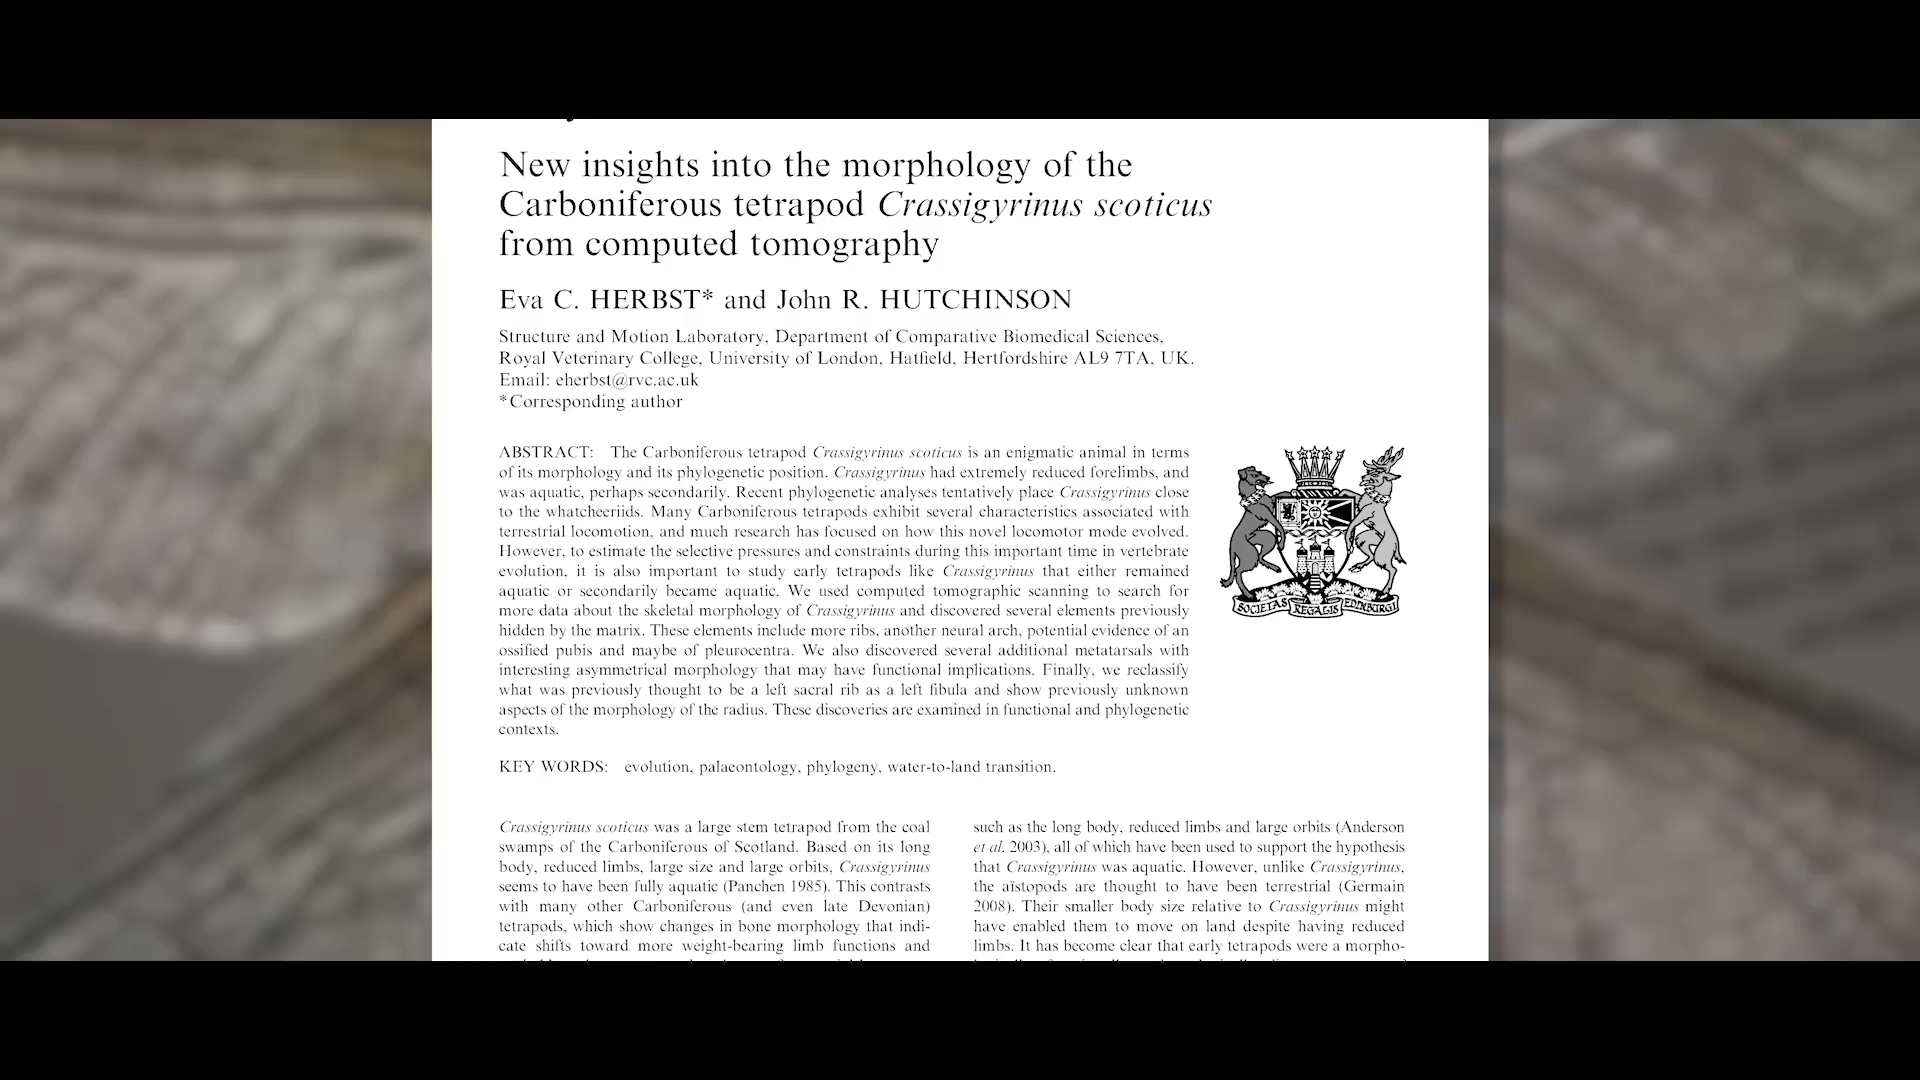 New insights into the morphology of the
Carboniferous tetrapod Crassigyrinus scoticus
from computed tomography
Eva C. HERBST* and John R. HUTCHINSON
Structure and Motion Laboratory, Department of Comparative Biomedical Sciences,
Royal Veterinary College, University of London, Hatfield, Hertfordshire AL9 7TA, UK.
Email: eherbst@rvc.ac.uk
*Corresponding author
ABSTRACT: The Carboniferous tetrapod Crassigyrinus scoticus is an enigmatic animal in terms
of its morphology and its phylogenetic position. Crassigyrinus had extremely reduced forelimbs, and
was aquatic, perhaps secondarily. Recent phylogenetic analyses tentatively place Crassigyrinus close
to the whatcheeriids. Many Carboniferous tetrapods exhibit several characteristics associated with
terrestrial locomotion, and much research has focused on how this novel locomotor mode evolved.
However, to estimate the selective pressures and constraints during this important time in vertebrate
evolution, it is also important to study early tetrapods like Crassigyrinus that either remained
aquatic or secondarily became aquatic. We used computed tomographic scanning to search for
more data about the skeletal morphology of Crassigyrinus and discovered several elements previously
hidden by the matrix. These elements include more ribs, another neural arch, potential evidence of an
ossified pubis and maybe of pleurocentra. We also discovered several additional metatarsals with
interesting asymmetrical morphology that may have functional implications. Finally, we reclassify
what was previously thought to be a left sacral rib as a left fibula and show previously unknown
aspects of the morphology of the radius. These discoveries are examined in functional and phylogenetic
contexts.
SOCIETAS REGALIS EDINBURGI
KEY WORDS: evolution, palaeontology, phylogeny, water-to-land transition.
Crassigyrinus scoticus was a large stem tetrapod from the coal
swamps of the Carboniferous of Scotland. Based on its long
body, reduced limbs, large size and large orbits, Crassigyrinus
seems to have been fully aquatic (Panchen 1985). This contrasts
with many other Carboniferous (and even late Devonian)
tetrapods, which show changes in bone morphology that indi-
cate shifts toward more weight-bearing limb functions and
such as the long body, reduced limbs and large orbits (Anderson
et al. 2003), all of which have been used to support the hypothesis
that Crassigyrinus was aquatic. However, unlike Crassigyrinus,
the aïstopods are thought to have been terrestrial (Germain
2008). Their smaller body size relative to Crassigyrinus might
have enabled them to move on land despite having reduced
limbs. It has become clear that early tetrapods were a morpho-